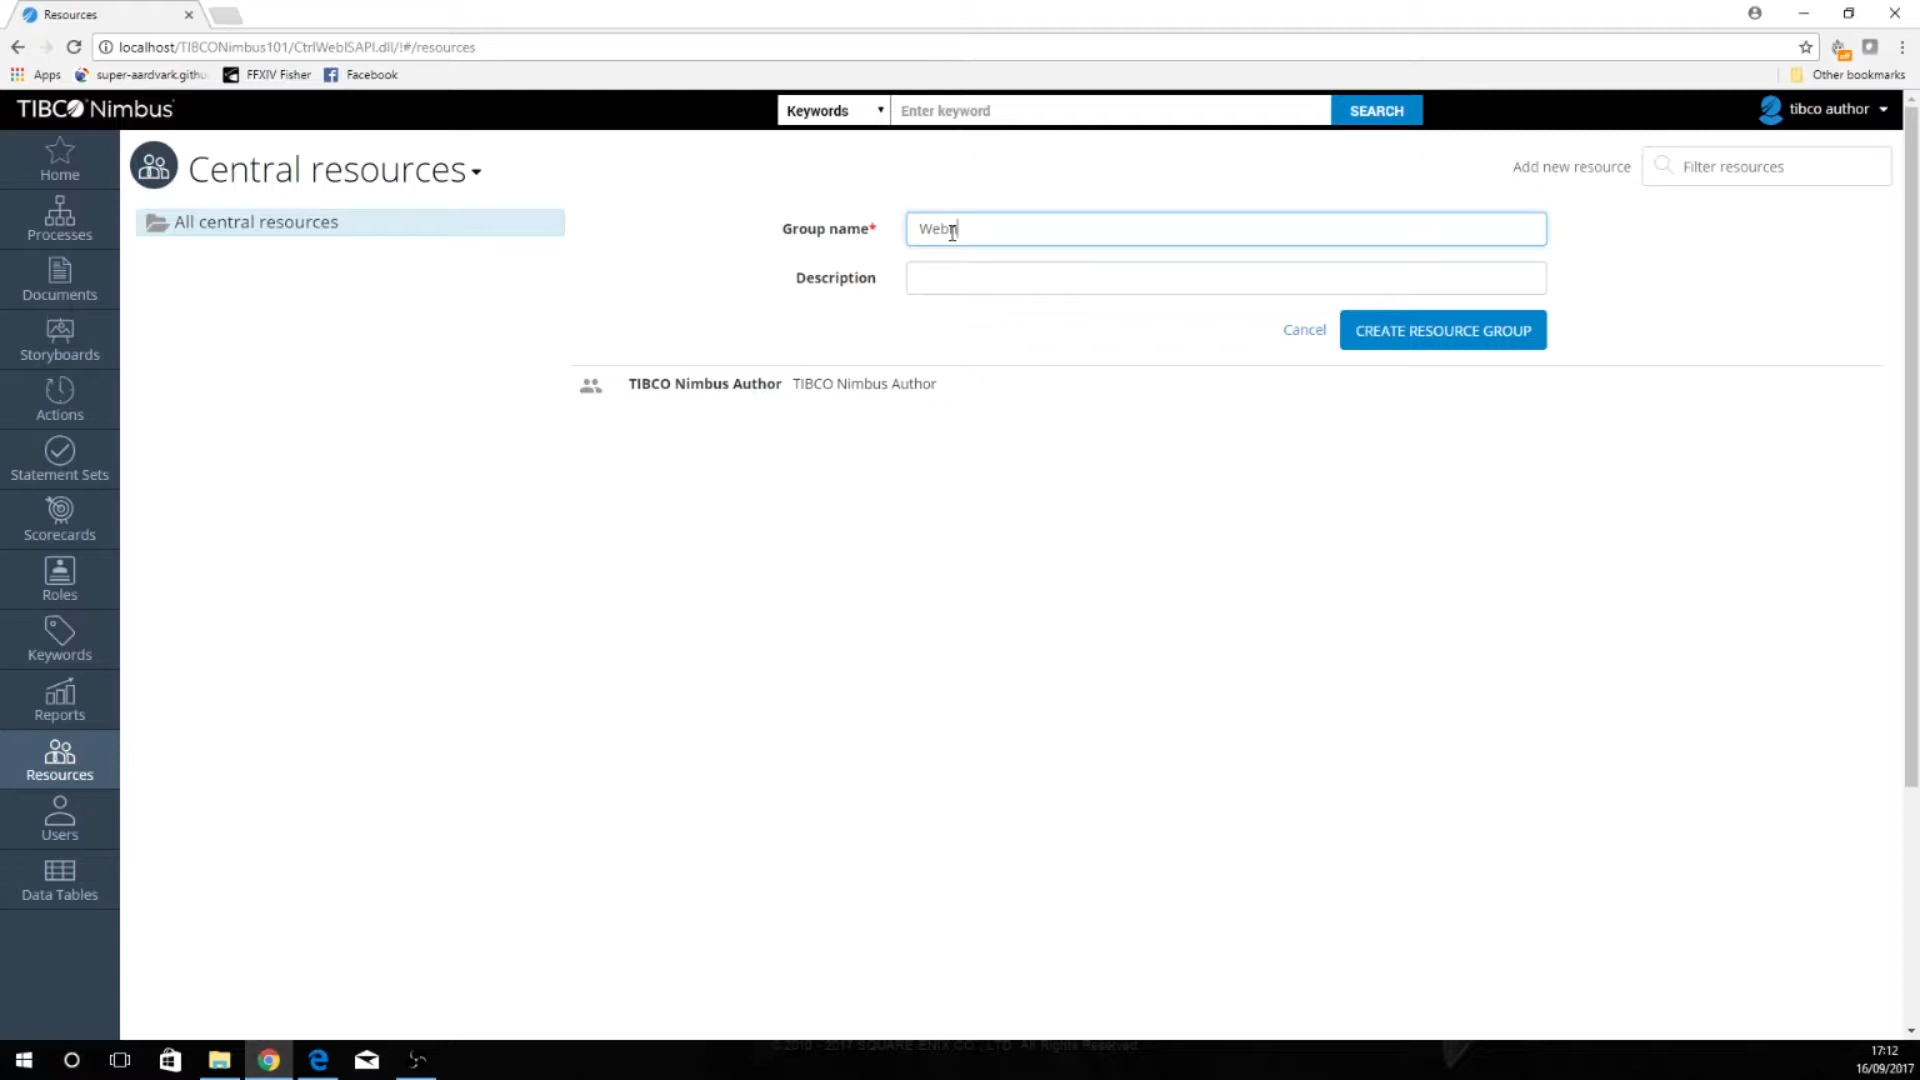 Resources
localhost/TIBCONimbus101/CtrlWebISAPI.dll/!#/resources
Apps super-aardvark.githu FFXIV Fisher Facebook Other bookmarks
TIBCO Nimbus Keywords Enter keyword SEARCH tibco author
Home
Central resources Add new resource Filter resources
Processes
All central resources
Group name* Web
Description
Documents
Cancel CREATE RESOURCE GROUP
Storyboards
TIBCO Nimbus Author TIBCO Nimbus Author
Actions
Statement Sets
Scorecards
Roles
Keywords
Reports
Resources
Users
Data Tables
© 2010 - 2017 SQUARE ENIX CO., LTD. All Rights Reserved.
17:12
16/09/2017